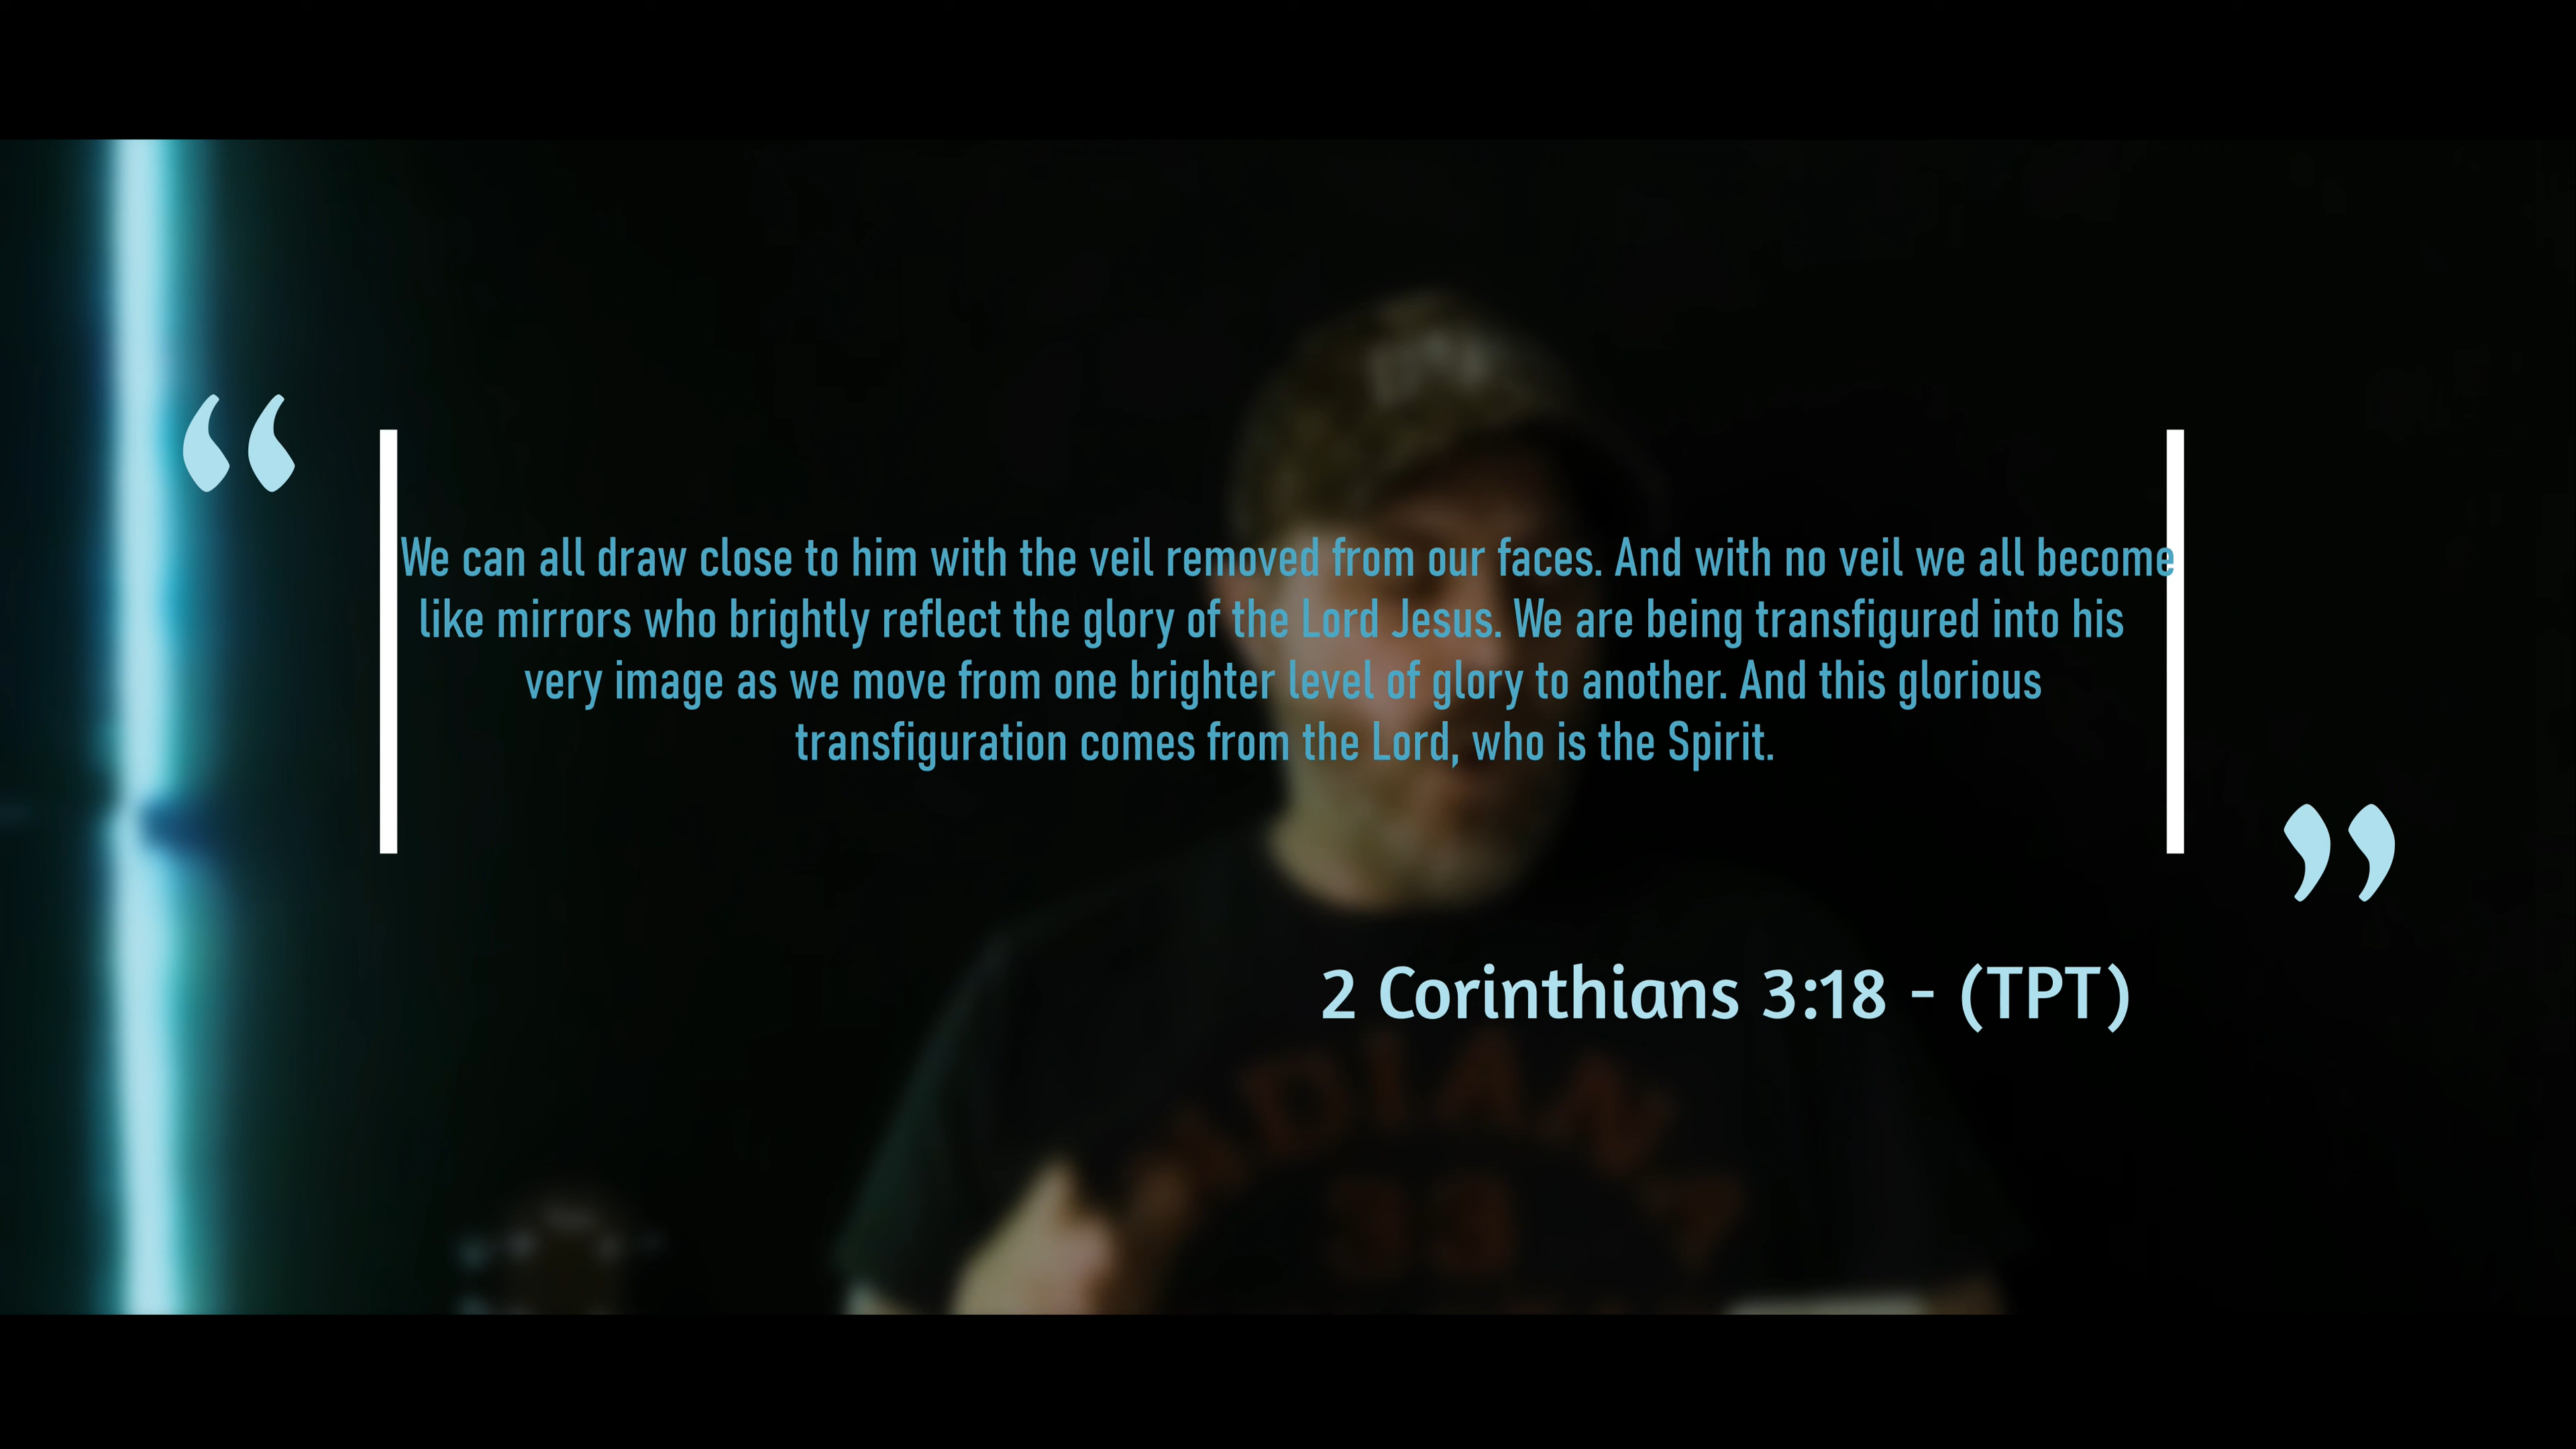 “
We can all draw close to him with the veil removed from our faces. And with no veil we all become
like mirrors who brightly reflect the glory of the Lord Jesus. We are being transfigured into his
very image as we move from one brighter level of glory to another. And this glorious
transfiguration comes from the Lord, who is the Spirit.
”
2 Corinthians 3:18 - (TPT)
ADIANZ
33